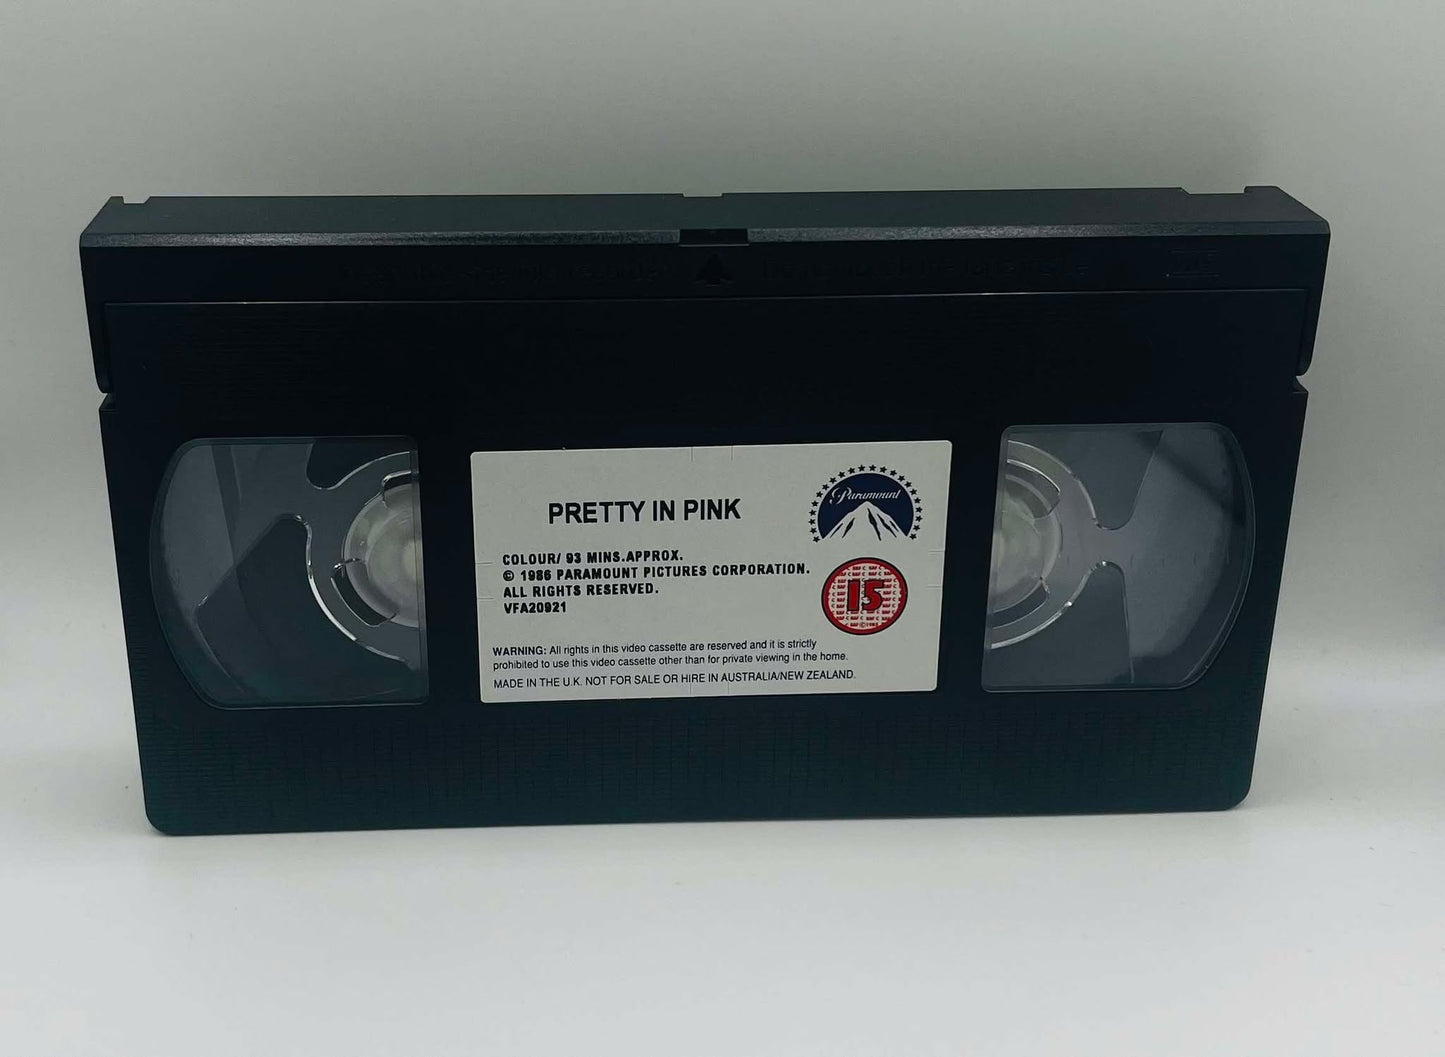 PRETTY IN PINK
Paramount
COLOUR/ 93 MINS.APPROX.
© 1986 PARAMOUNT PICTURES CORPORATION.
ALL RIGHTS RESERVED.
VFA20921
15
WARNING: All rights in this video cassette are reserved and it is strictly
prohibited to use this video cassette other than for private viewing in the home.
MADE IN THE U.K. NOT FOR SALE OR HIRE IN AUSTRALIA/NEW ZEALAND.